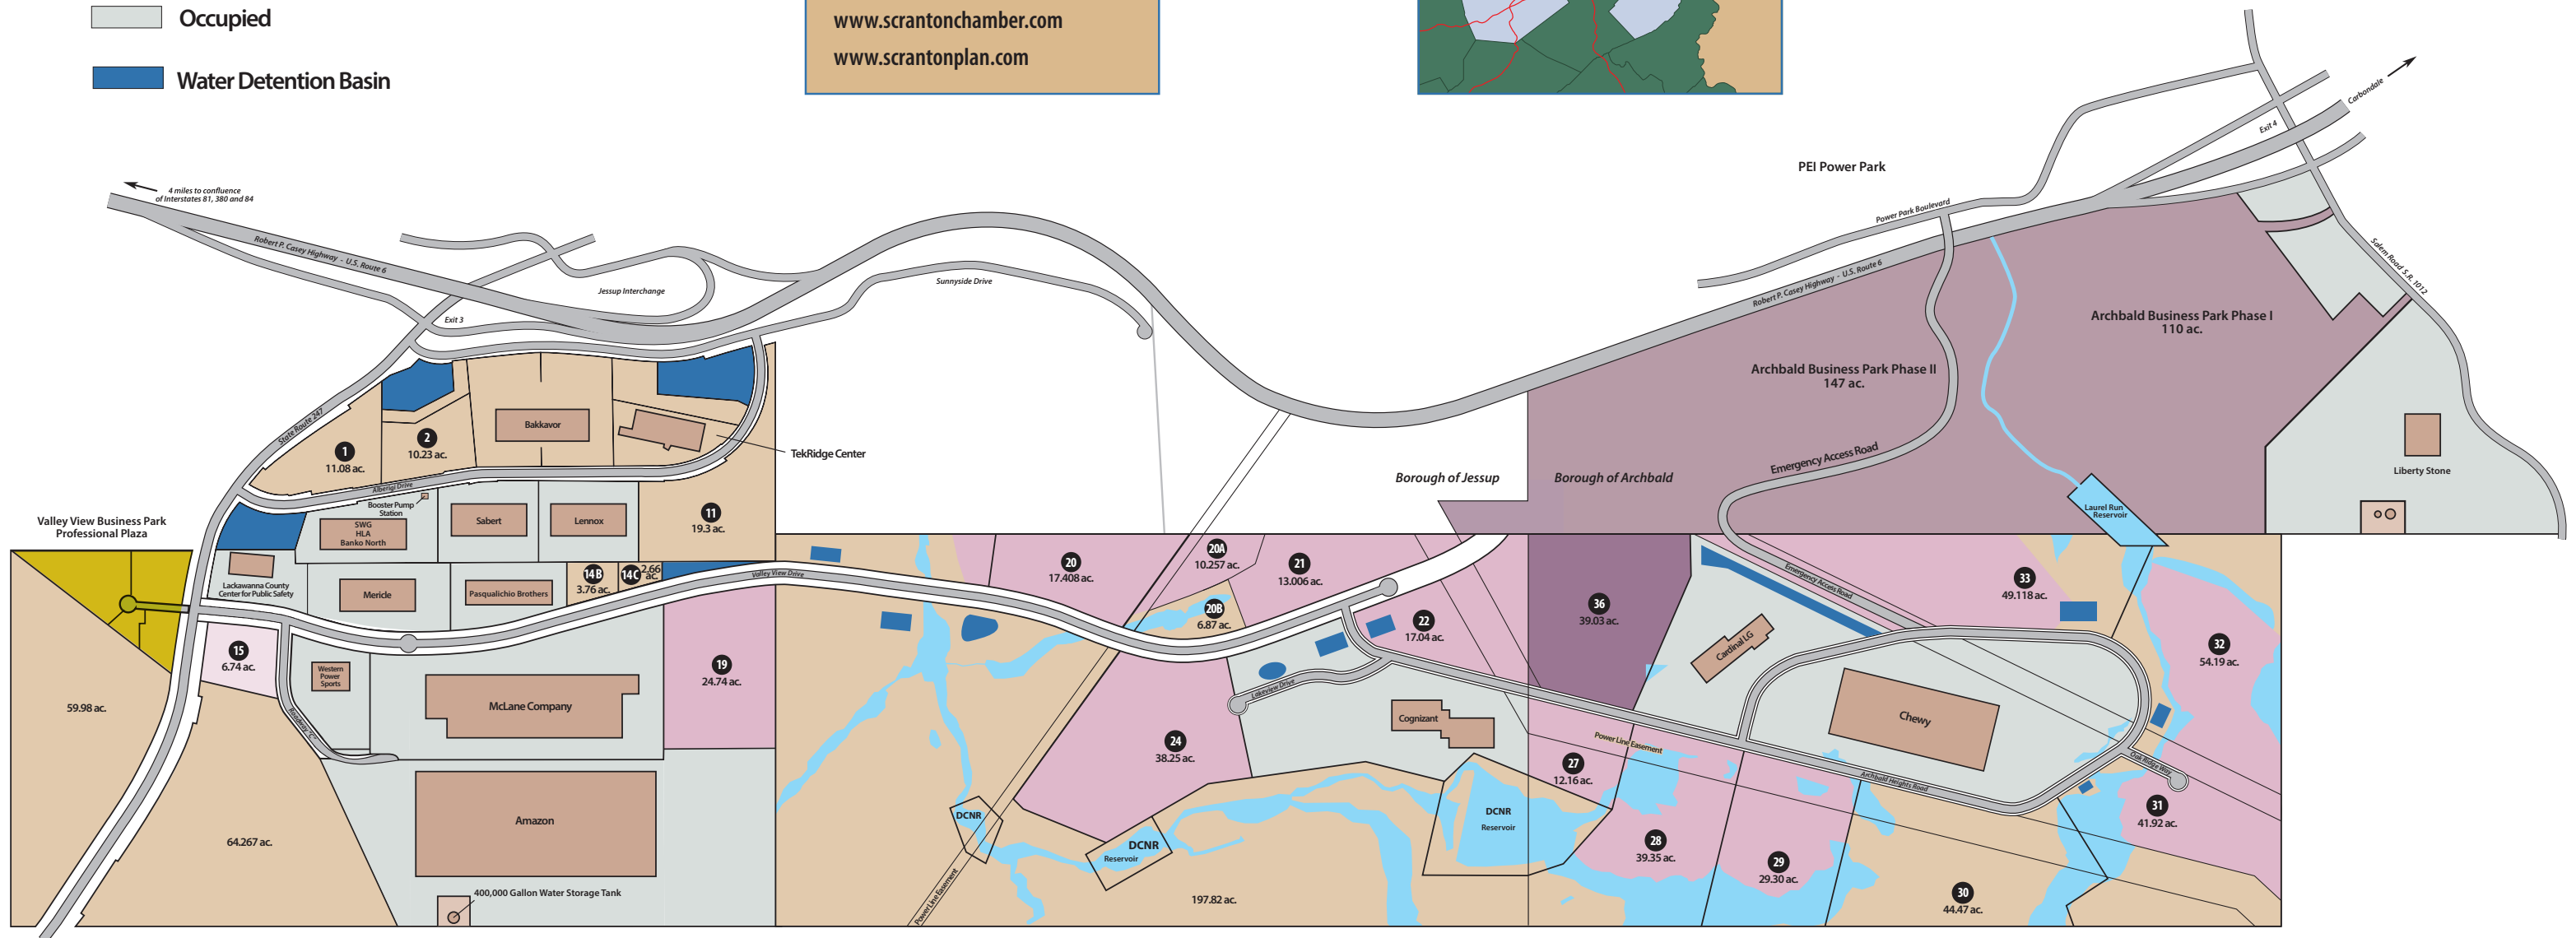 Occupied
Water Detention Basin
www.scrantonchamber.com
www.scrantonplan.com
Carbondale
Exit 4
PEI Power Park
Power Park Boulevard
4 miles to confluence
of Interstates 81, 380 and 84
Robert P. Casey Highway - U.S. Route 6
Jessup Interchange
Sunnyside Drive
Exit 3
Robert P. Casey Highway - U.S. Route 6
Salem Road S.R. 1012
Archbald Business Park Phase I
110 ac.
Archbald Business Park Phase II
147 ac.
State Route 247
1
11.08 ac.
2
10.23 ac.
Bakkavor
TekRidge Center
Alberigi Drive
Booster Pump
Station
SWG
HLA
Banko North
Sabert
Lennox
11
19.3 ac.
Borough of Jessup
Borough of Archbald
Emergency Access Road
Liberty Stone
Laurel Run
Reservoir
Valley View Business Park
Professional Plaza
Lackawanna County
Center for Public Safety
Mericle
Pasqualichio Brothers
14B
3.76 ac.
14C
2.66
ac.
Valley View Drive
20
17.408 ac.
20A
10.257 ac.
20B
6.87 ac.
21
13.006 ac.
22
17.04 ac.
36
39.03 ac.
Emergency Access Road
33
49.118 ac.
32
54.19 ac.
15
6.74 ac.
Western
Power
Sports
Roadway "C"
McLane Company
19
24.74 ac.
59.98 ac.
64.267 ac.
Amazon
400,000 Gallon Water Storage Tank
Lakeview Drive
24
38.25 ac.
Cognizant
Cardinal LG
Chewy
Power Line Easement
27
12.16 ac.
Archbald Heights Road
Oak Ridge Way
31
41.92 ac.
DCNR
DCNR
Reservoir
DCNR
Reservoir
28
39.35 ac.
29
29.30 ac.
30
44.47 ac.
197.82 ac.
Power Line Easement